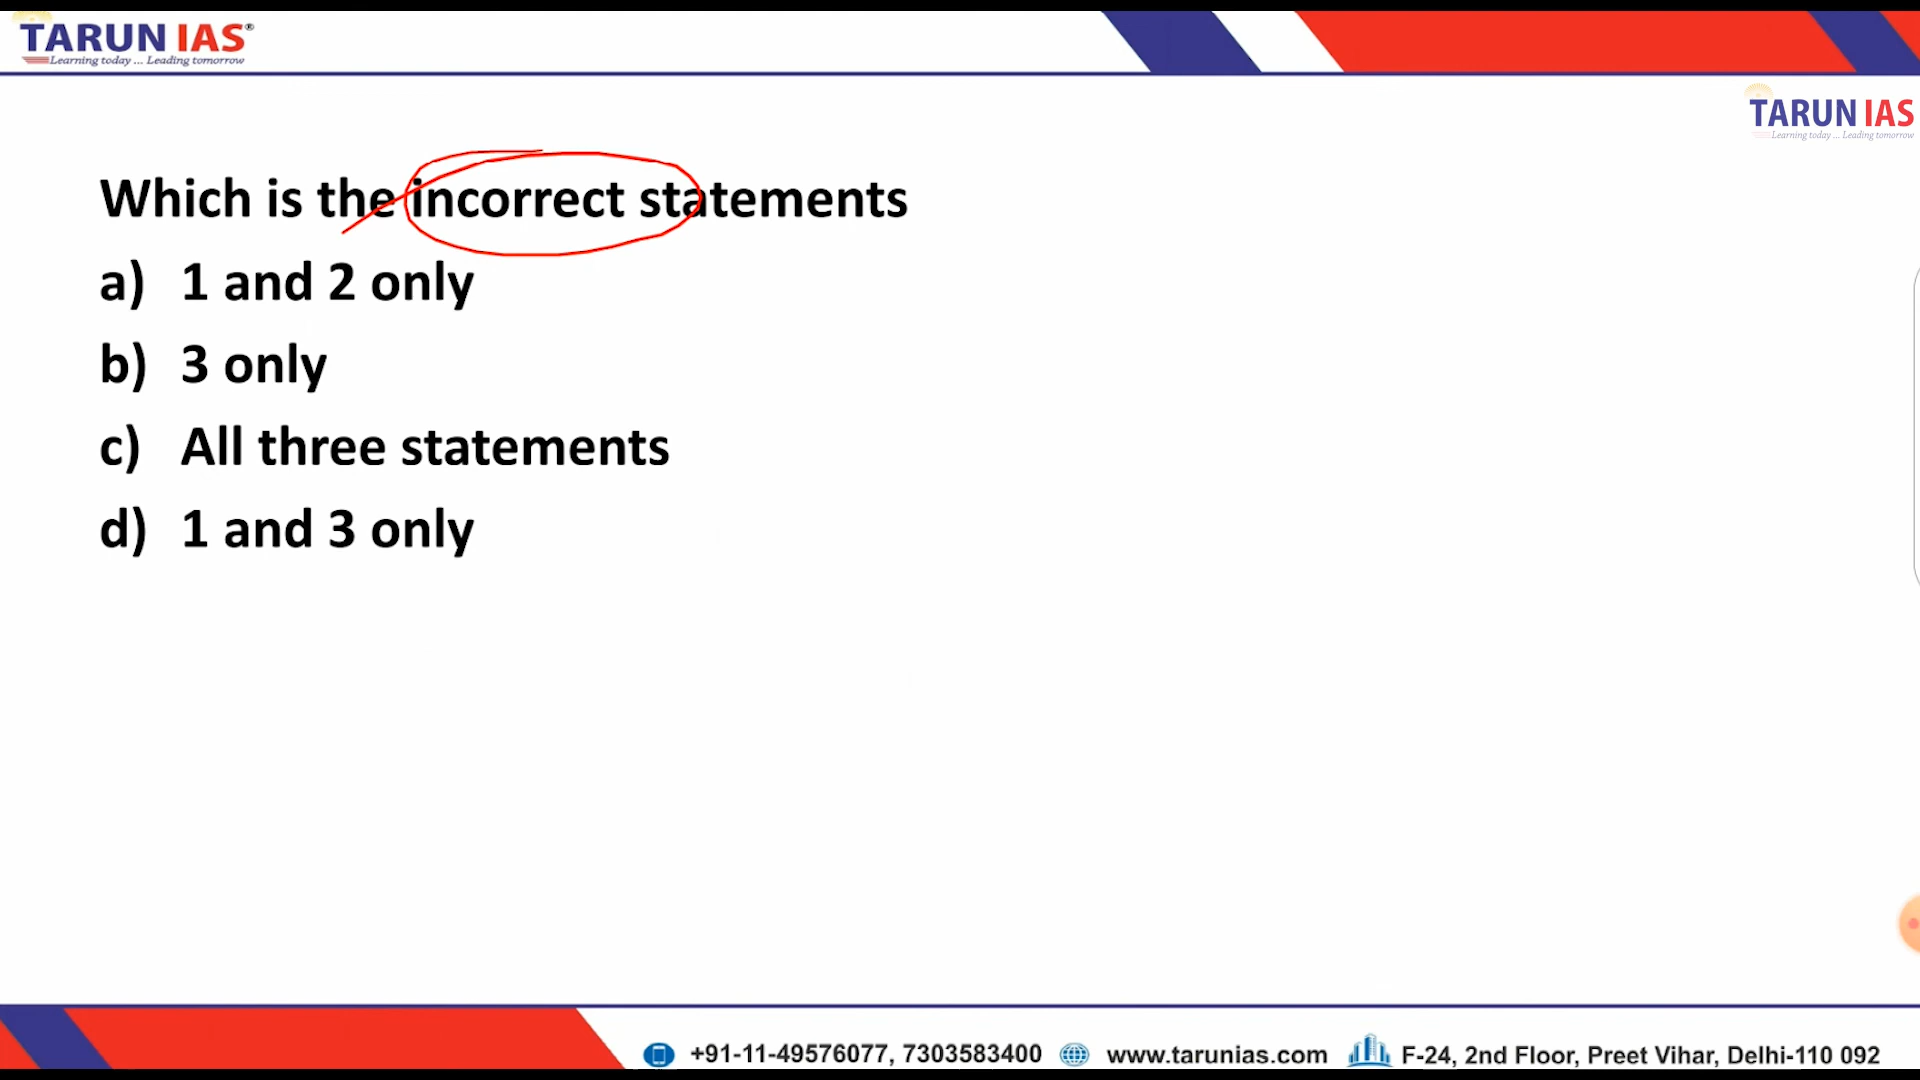 TARUN IAS®
Learning today ... Leading tomorrow
TARUN IAS
Learning today ... Leading tomorrow
Which is the incorrect statements
a) 1 and 2 only
b) 3 only
c) All three statements
d) 1 and 3 only
+91-11-49576077, 7303583400 www.tarunias.com F-24, 2nd Floor, Preet Vihar, Delhi-110 092